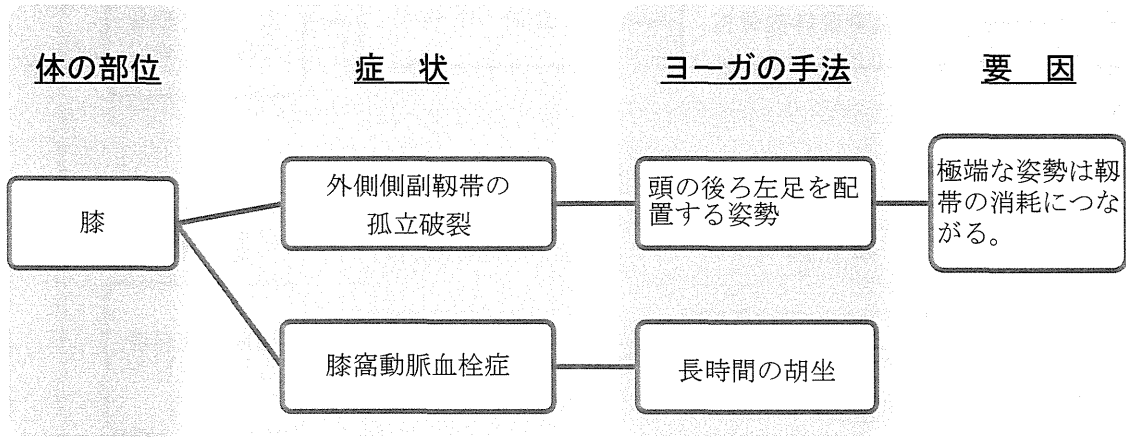 体の部位
症 状
ヨーガの手法
要 因
膝
外側側副靱帯の
孤立破裂
頭の後ろ左足を配
置する姿勢
極端な姿勢は靱
帯の消耗につな
がる。
膝窩動脈血栓症
長時間の胡坐